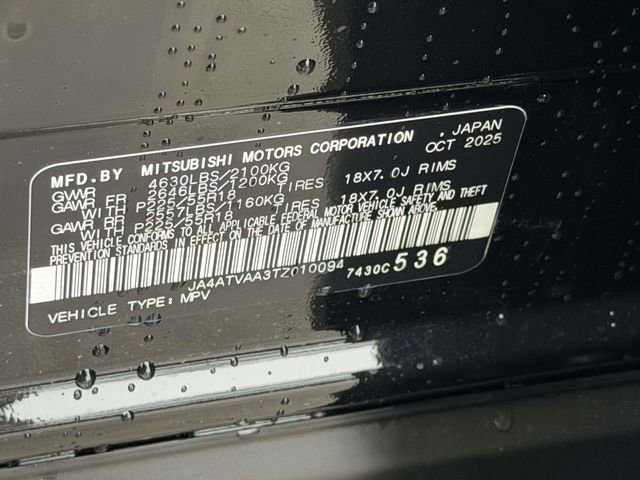 MFD.BY MITSUBISHI MOTORS CORPORATION , JAPAN
GVWR 4630LBS/2100KG OCT 2025
GAWR FR 2646LBS/1200KG
WITH P225/55R18 TIRES 18X7.0J RIMS
GAWR RR 2557LBS/1160KG
WITH P225/55R18 TIRES 18X7.0J RIMS
THIS VEHICLE CONFORMS TO ALL APPLICABLE FEDERAL MOTOR VEHICLE SAFETY AND THEFT
PREVENTION STANDARDS IN EFFECT ON THE DATE OF MANUFACTURE SHOWN ABOVE.
JA4ATVAA3TZ010094 7430C 536
VEHICLE TYPE: MPV